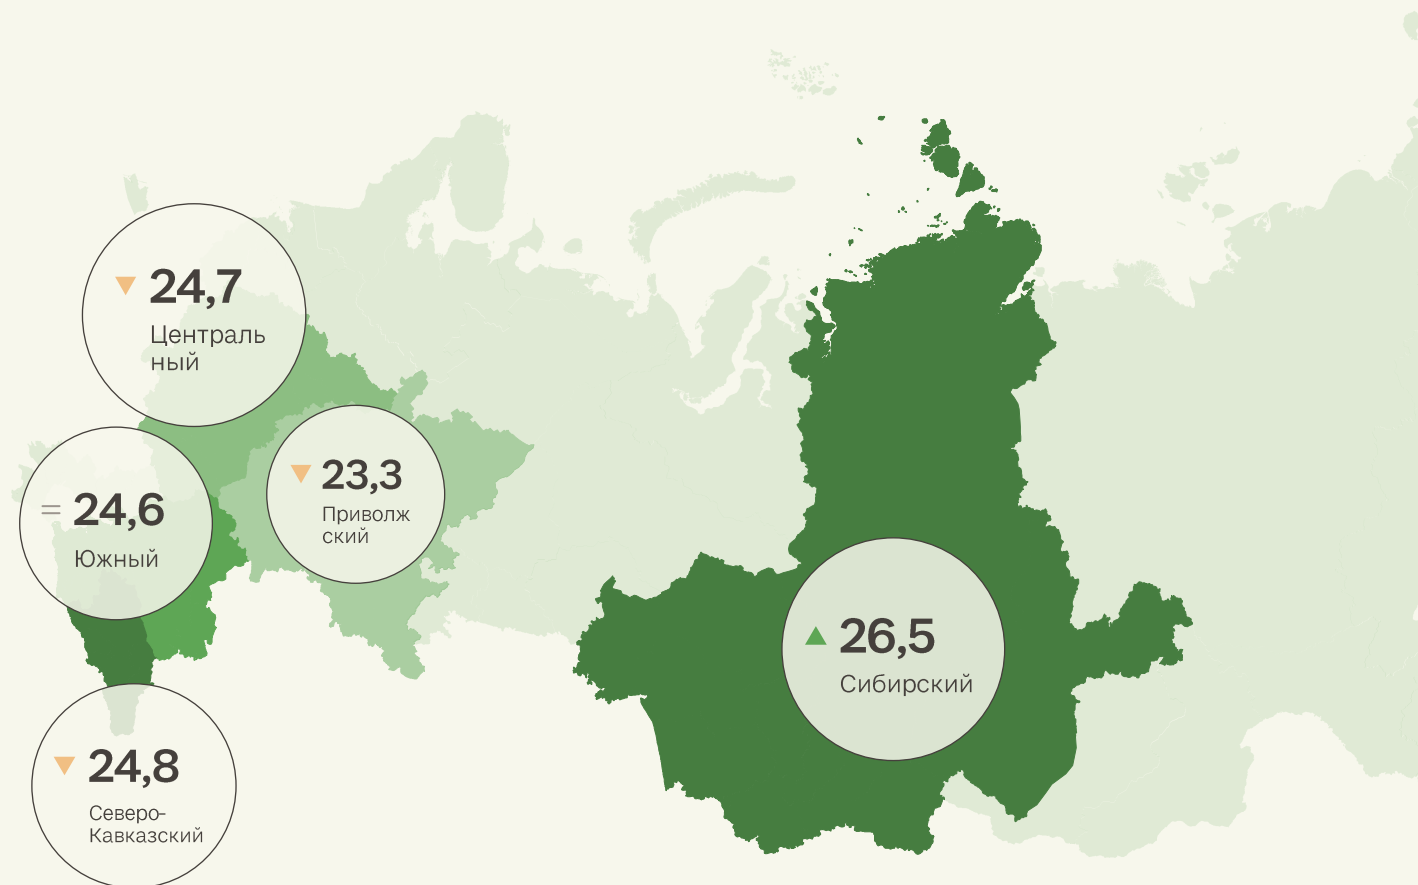 24,7
Централь
ный
23,3
Приволж
ский
= 24,6
Южный
26,5
Сибирский
24,8
Северо-
Кавказский